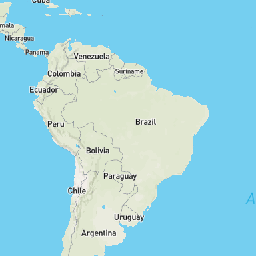 Cuba
Nicaragua
Panama
Venezuela
Suriname
Colombia
Ecuador
Brazil
Peru
Bolivia
Paraguay
Chile
Uruguay
Argentina